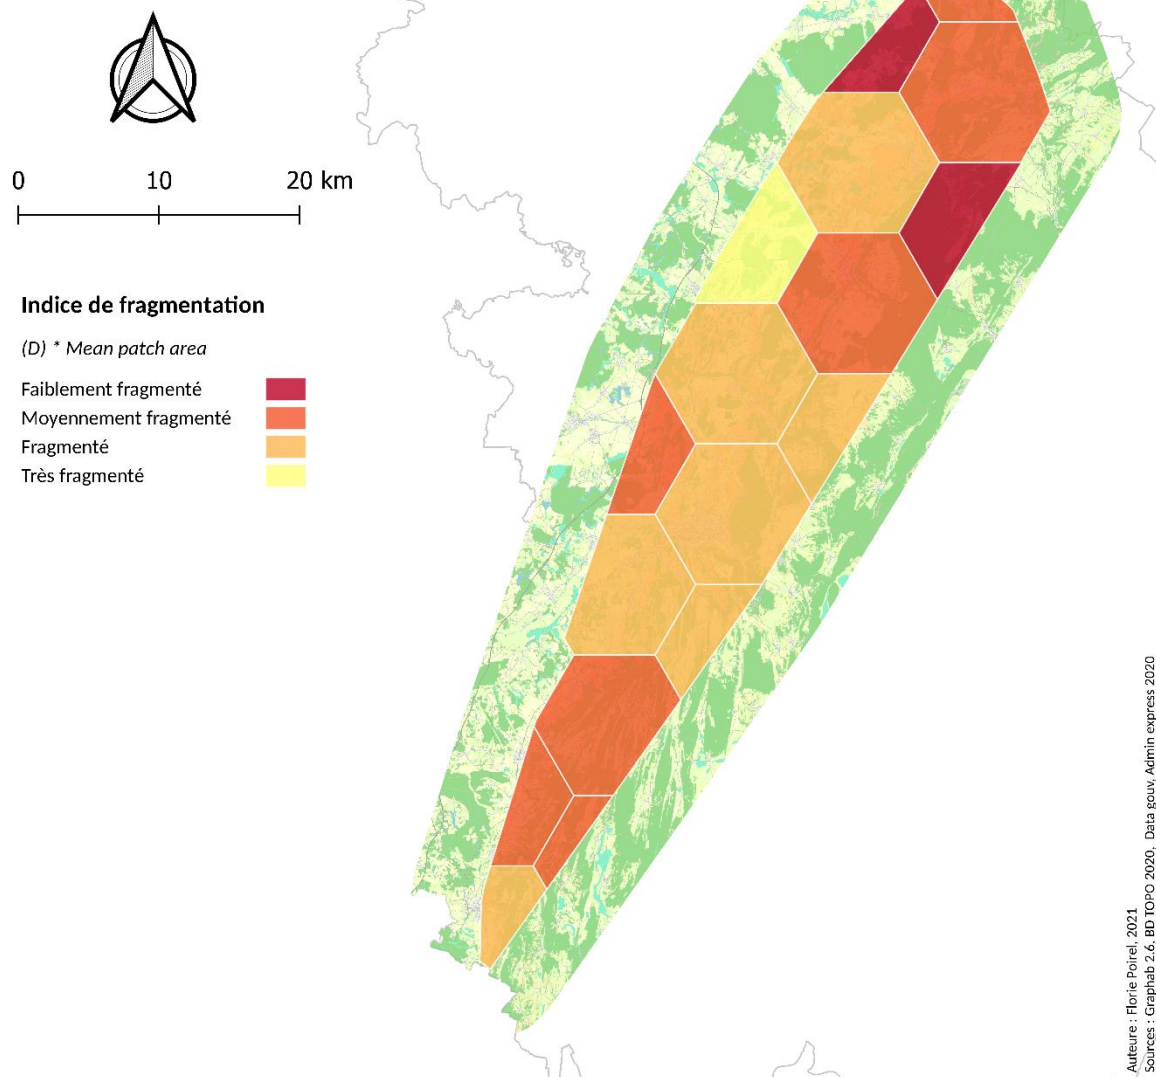 0 10 20 km
Indice de fragmentation
(D) * Mean patch area
Faiblement fragmenté
Moyennement fragmenté
Fragmenté
Très fragmenté
Auteure : Florie Poirel, 2021
Sources : Graphab 2.6, BD TOPO 2020, Data gouv, Admin express 2020